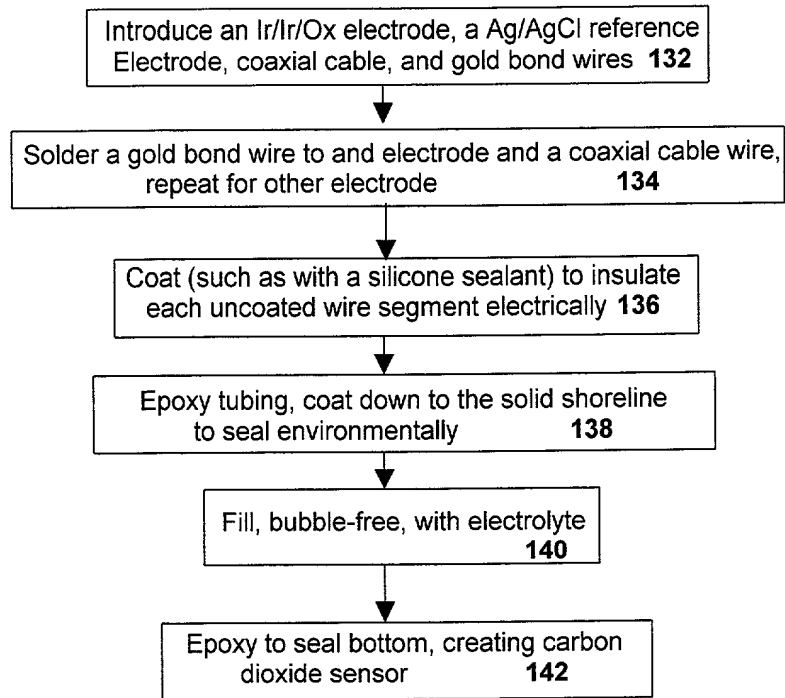 Introduce an Ir/Ir/Ox electrode, a Ag/AgCl reference
Electrode, coaxial cable, and gold bond wires 132
Solder a gold bond wire to and electrode and a coaxial cable wire,
repeat for other electrode 134
Coat (such as with a silicone sealant) to insulate
each uncoated wire segment electrically 136
Epoxy tubing, coat down to the solid shoreline
to seal environmentally 138
Fill, bubble-free, with electrolyte
140
Epoxy to seal bottom, creating carbon
dioxide sensor 142